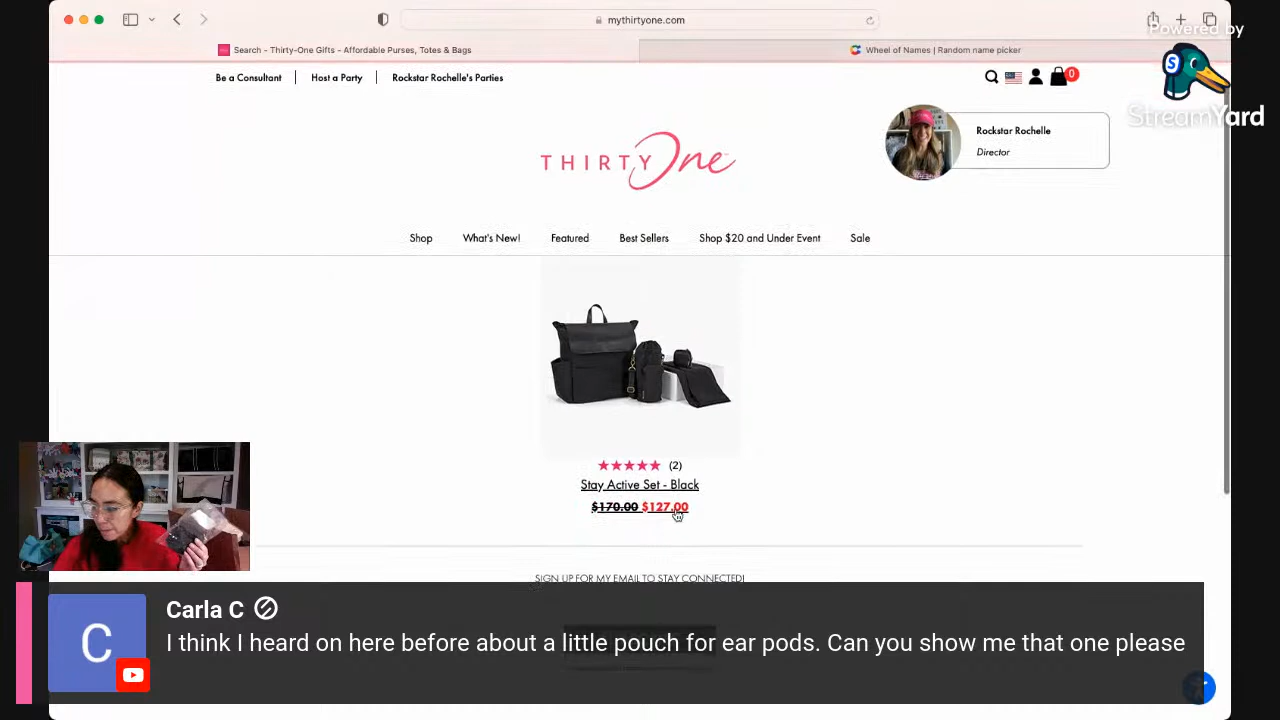 mythirtyone.com
Powered by
Search - Thirty-One Gifts - Affordable Purses, Totes & Bags
Wheel of Names | Random name picker
Be a Consultant
Host a Party
Rockstar Rochelle's Parties
0
S
StreamYard
Rockstar Rochelle
Director
THIRTY One
Shop
What's New!
Featured
Best Sellers
Shop $20 and Under Event
Sale
★★★★★ (2)
Stay Active Set - Black
$170.00 $127.00
SIGN UP FOR MY EMAIL TO STAY CONNECTED!
C
Carla C
I think I heard on here before about a little pouch for ear pods. Can you show me that one please